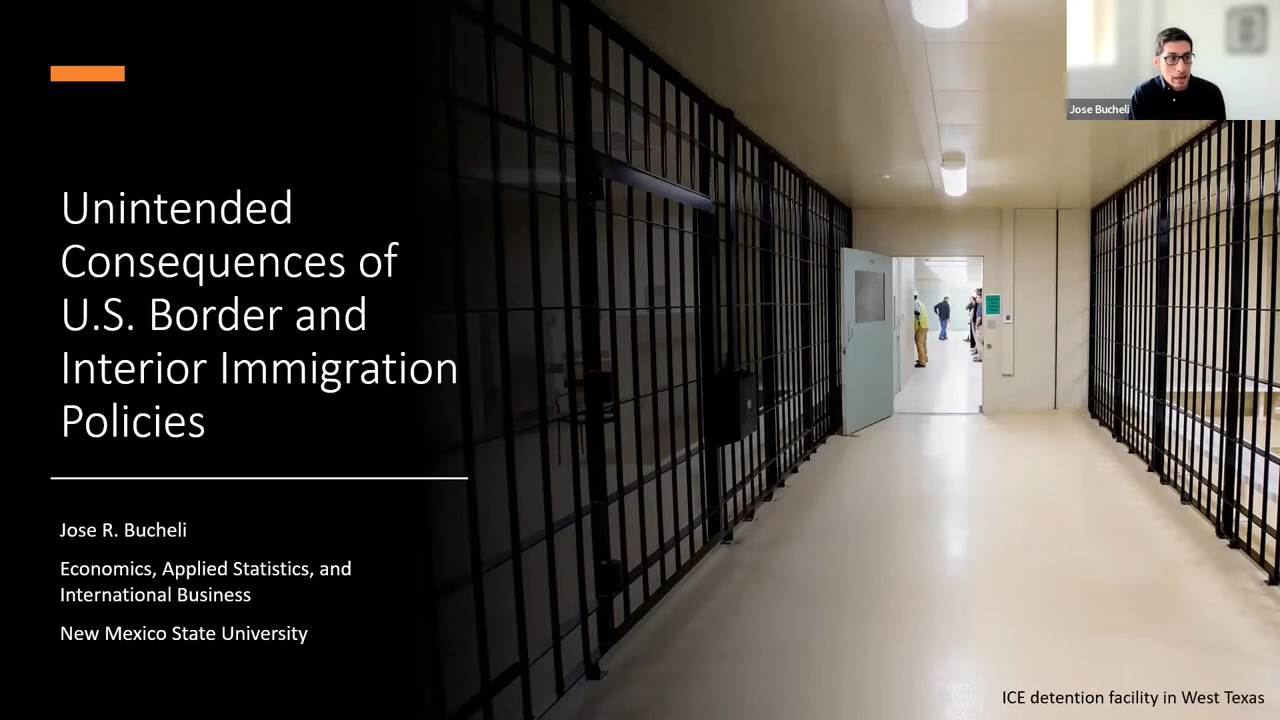 Jose Bucheli
Unintended
Consequences of
U.S. Border and
Interior Immigration
Policies
Jose R. Bucheli
Economics, Applied Statistics, and
International Business
New Mexico State University
ICE detention facility in West Texas